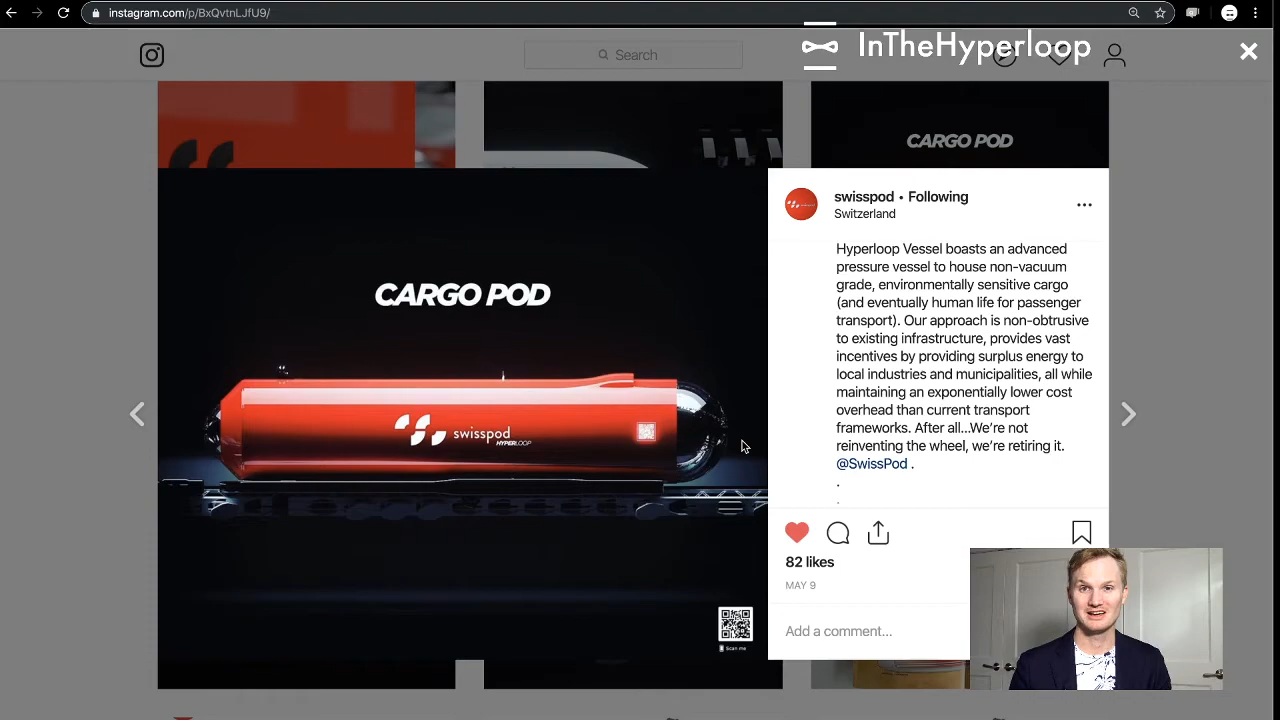 instagram.com/p/BxQvtnLJfU9/
Search
InTheHyperloop
CARGO POD
CARGO POD
swisspod
HYPERLOOP
Scan me
swisspod • Following
Switzerland
Hyperloop Vessel boasts an advanced
pressure vessel to house non-vacuum
grade, environmentally sensitive cargo
(and eventually human life for passenger
transport). Our approach is non-obtrusive
to existing infrastructure, provides vast
incentives by providing surplus energy to
local industries and municipalities, all while
maintaining an exponentially lower cost
overhead than current transport
frameworks. After all...We're not
reinventing the wheel, we're retiring it.
@SwissPod .
.
.
82 likes
MAY 9
Add a comment...